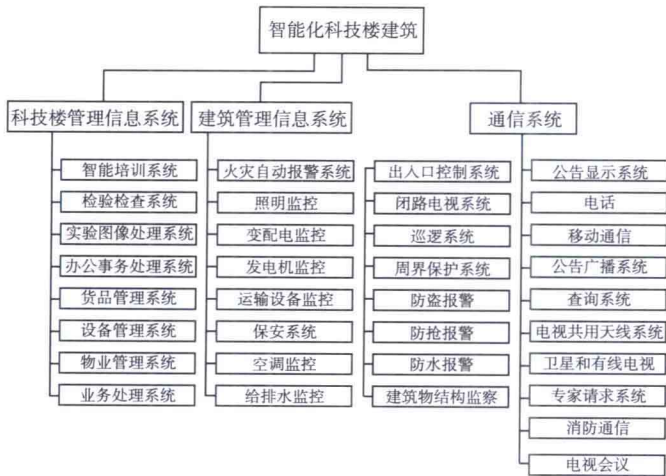 智能化科技楼建筑
科技楼管理信息系统
建筑管理信息系统
通信系统
智能培训系统
检验检查系统
实验图像处理系统
办公事务处理系统
货品管理系统
设备管理系统
物业管理系统
业务处理系统
火灾自动报警系统
照明监控
变配电监控
发电机监控
运输设备监控
保安系统
空调监控
给排水监控
出入口控制系统
闭路电视系统
巡逻系统
周界保护系统
防盗报警
防抢报警
防水报警
建筑物结构监察
公告显示系统
电话
移动通信
公告广播系统
查询系统
电视共用天线系统
卫星和有线电视
专家请求系统
消防通信
电视会议